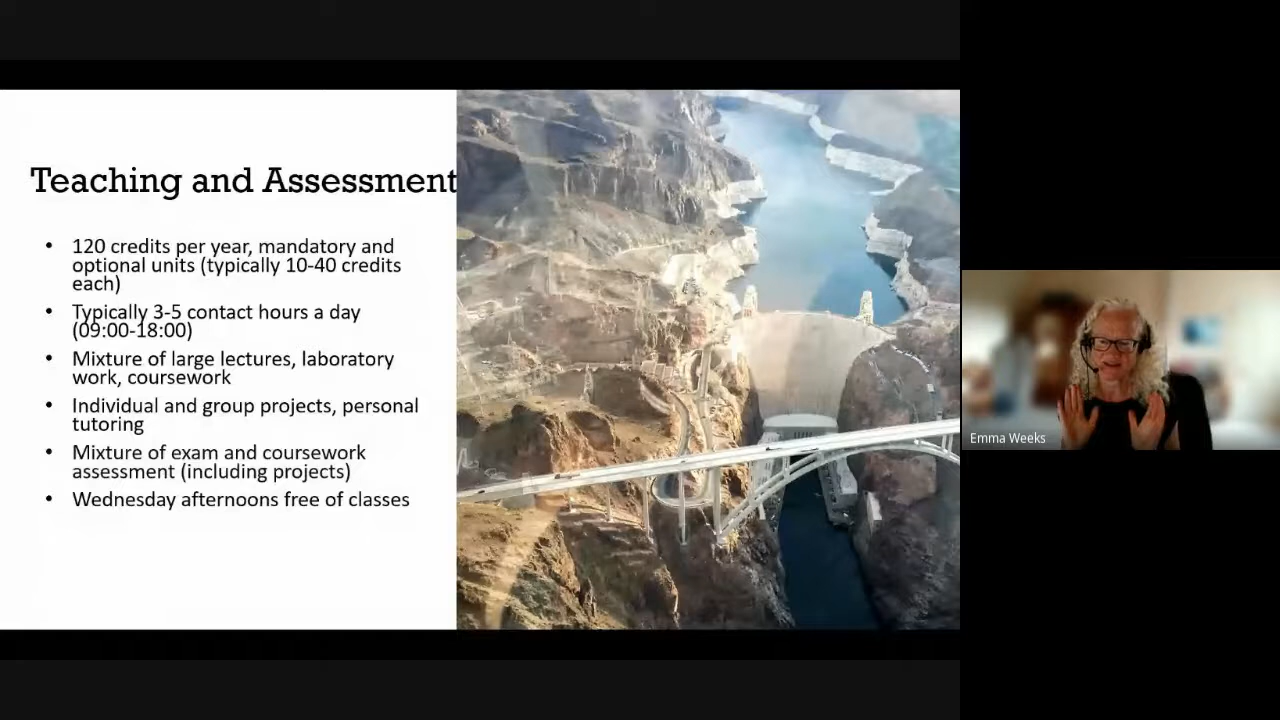 Teaching and Assessment
• 120 credits per year, mandatory and
optional units (typically 10-40 credits
each)
• Typically 3-5 contact hours a day
(09:00-18:00)
• Mixture of large lectures, laboratory
work, coursework
• Individual and group projects, personal
tutoring
• Mixture of exam and coursework
assessment (including projects)
• Wednesday afternoons free of classes
Emma Weeks